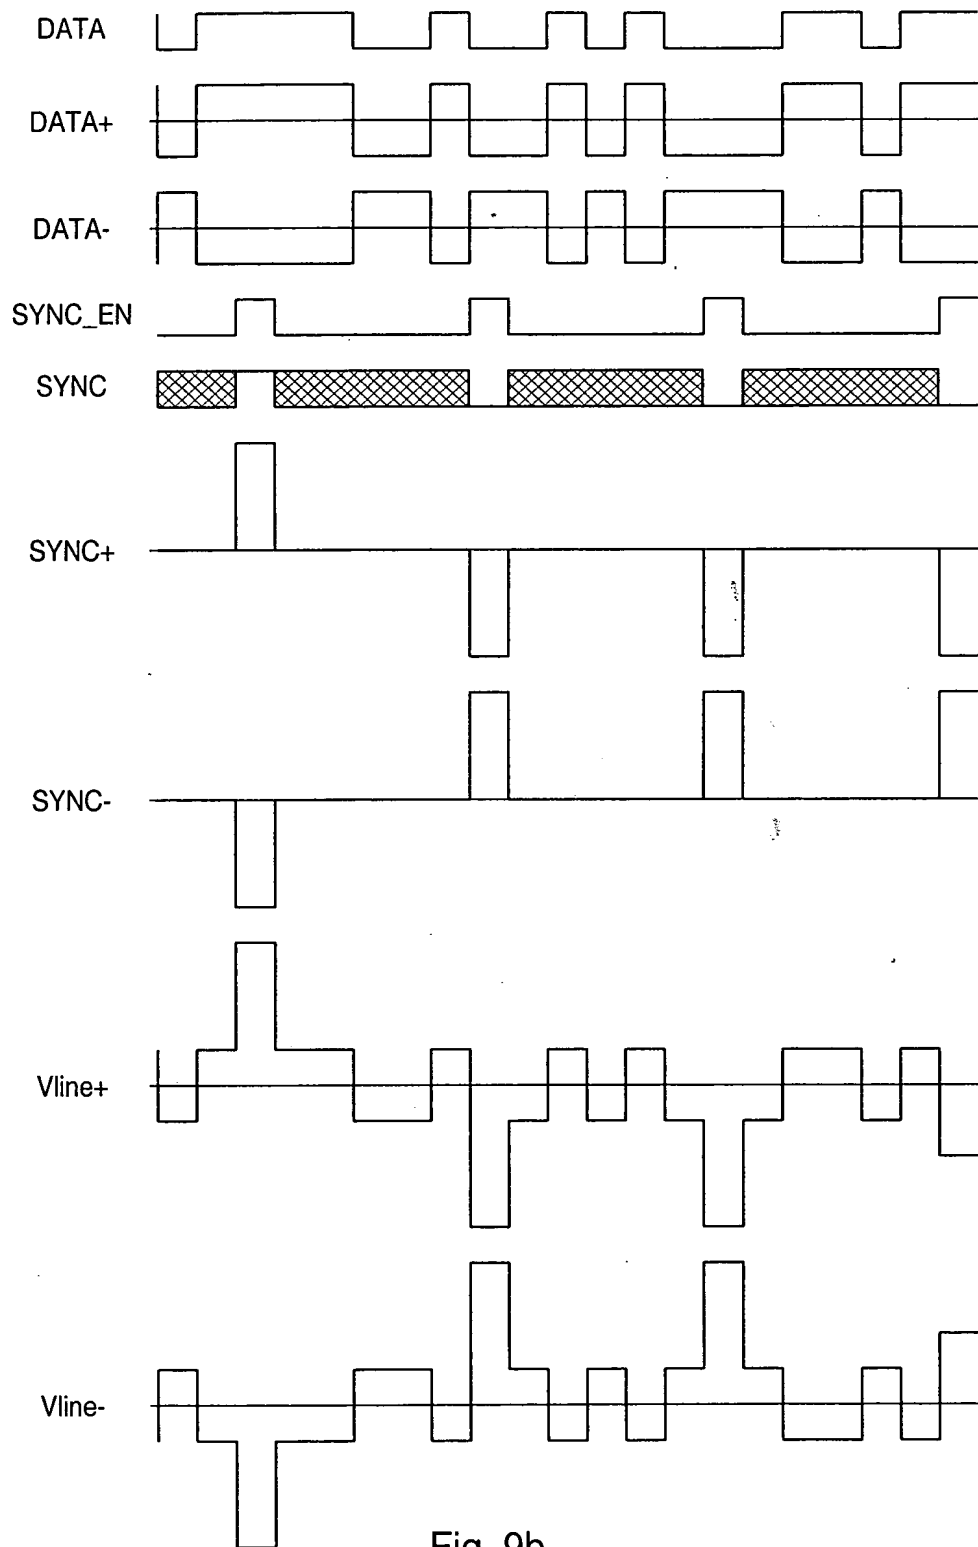 DATA
DATA+
DATA-
SYNC_EN
SYNC
SYNC+
SYNC-
Vline+
Vline-
Fig. 9b